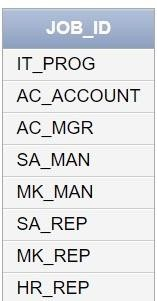 JOB_ID
IT_PROG
AC_ACCOUNT
AC_MGR
SA_MAN
MK_MAN
SA_REP
MK_REP
HR_REP